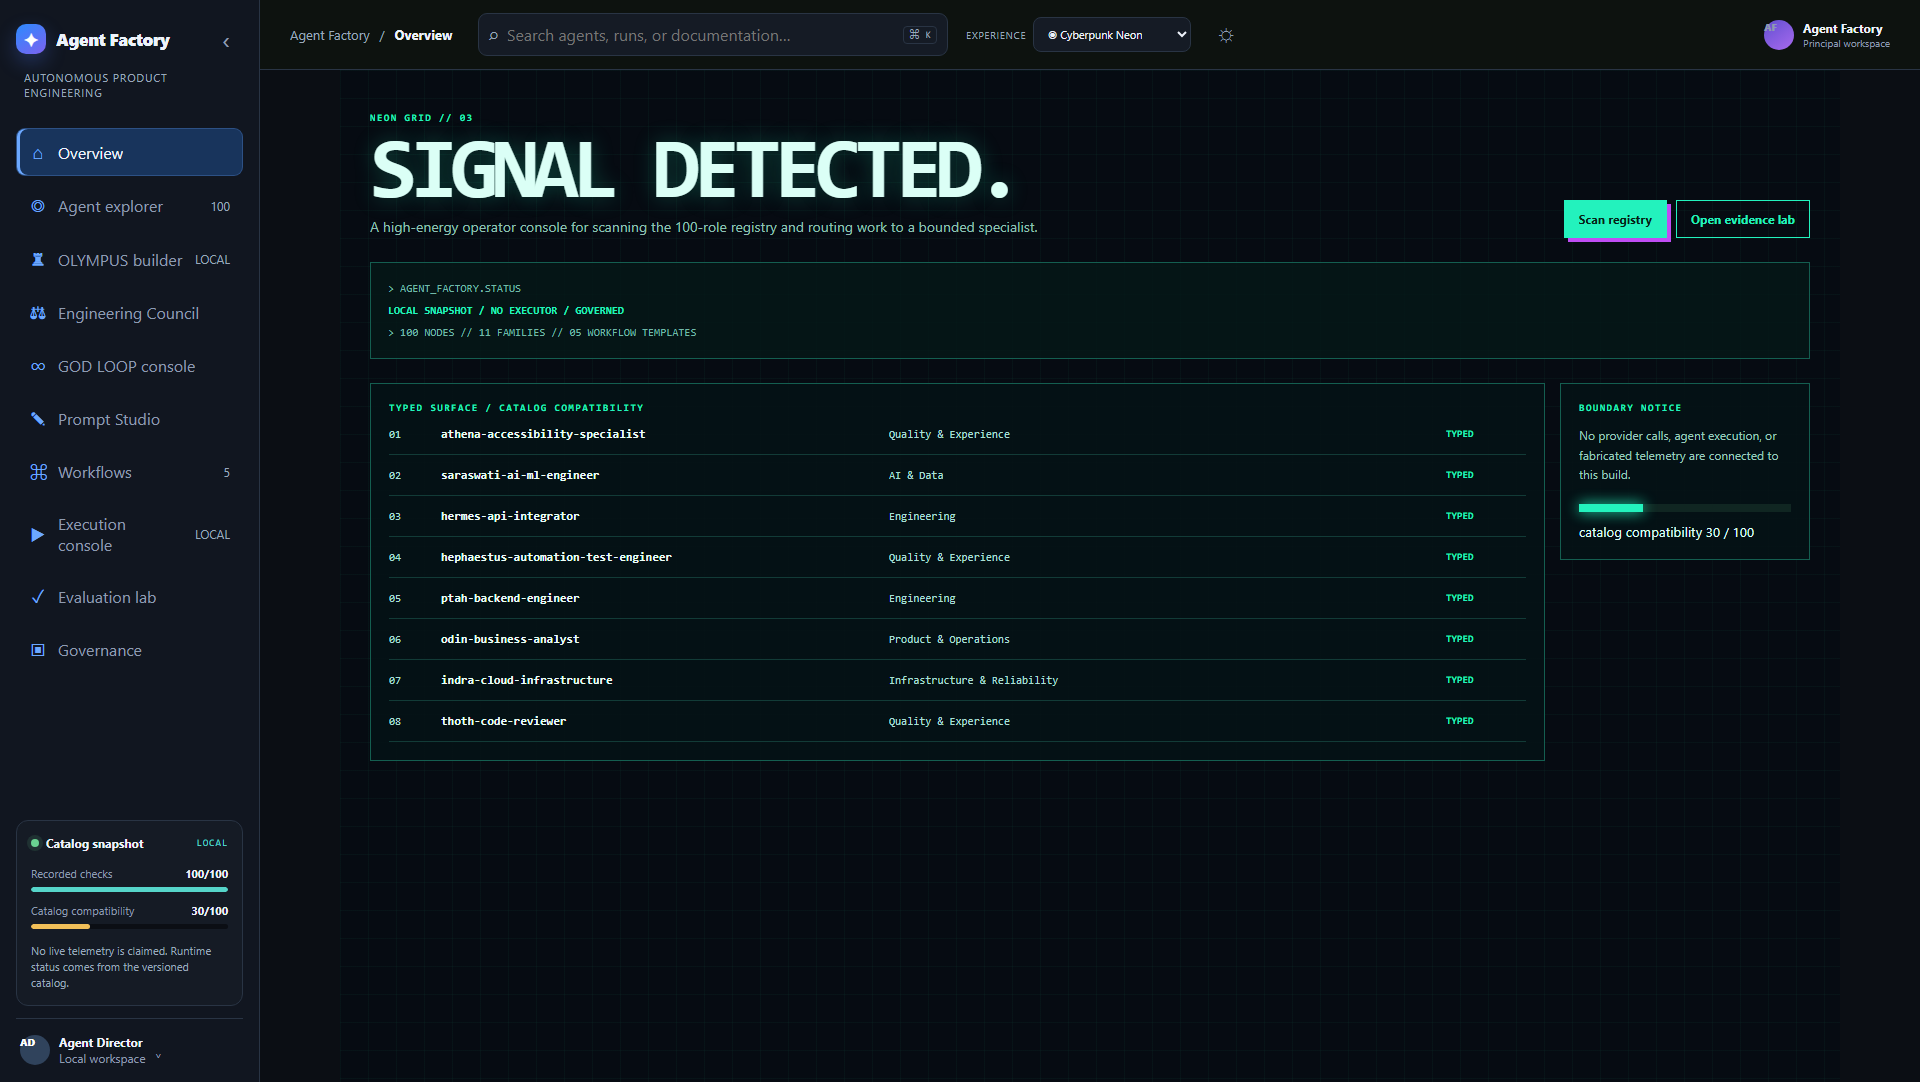 Agent Factory
AUTONOMOUS PRODUCT
ENGINEERING
Overview
Agent explorer 100
OLYMPUS builder LOCAL
Engineering Council
GOD LOOP console
Prompt Studio
Workflows 5
Execution
console LOCAL
Evaluation lab
Governance
Catalog snapshot LOCAL
Recorded checks 100/100
Catalog compatibility 30/100
No live telemetry is claimed. Runtime
status comes from the versioned
catalog.
AD Agent Director
Local workspace
Agent Factory / Overview
Search agents, runs, or documentation... ⌘ K
EXPERIENCE Cyberpunk Neon
AF Agent Factory
Principal workspace
NEON GRID // 03
SIGNAL DETECTED.
A high-energy operator console for scanning the 100-role registry and routing work to a bounded specialist.
Scan registry Open evidence lab
> AGENT_FACTORY.STATUS
LOCAL SNAPSHOT / NO EXECUTOR / GOVERNED
> 100 NODES // 11 FAMILIES // 05 WORKFLOW TEMPLATES
TYPED SURFACE / CATALOG COMPATIBILITY
01 athena-accessibility-specialist Quality & Experience TYPED
02 saraswati-ai-ml-engineer AI & Data TYPED
03 hermes-api-integrator Engineering TYPED
04 hephaestus-automation-test-engineer Quality & Experience TYPED
05 ptah-backend-engineer Engineering TYPED
06 odin-business-analyst Product & Operations TYPED
07 indra-cloud-infrastructure Infrastructure & Reliability TYPED
08 thoth-code-reviewer Quality & Experience TYPED
BOUNDARY NOTICE
No provider calls, agent execution, or
fabricated telemetry are connected to
this build.
catalog compatibility 30 / 100